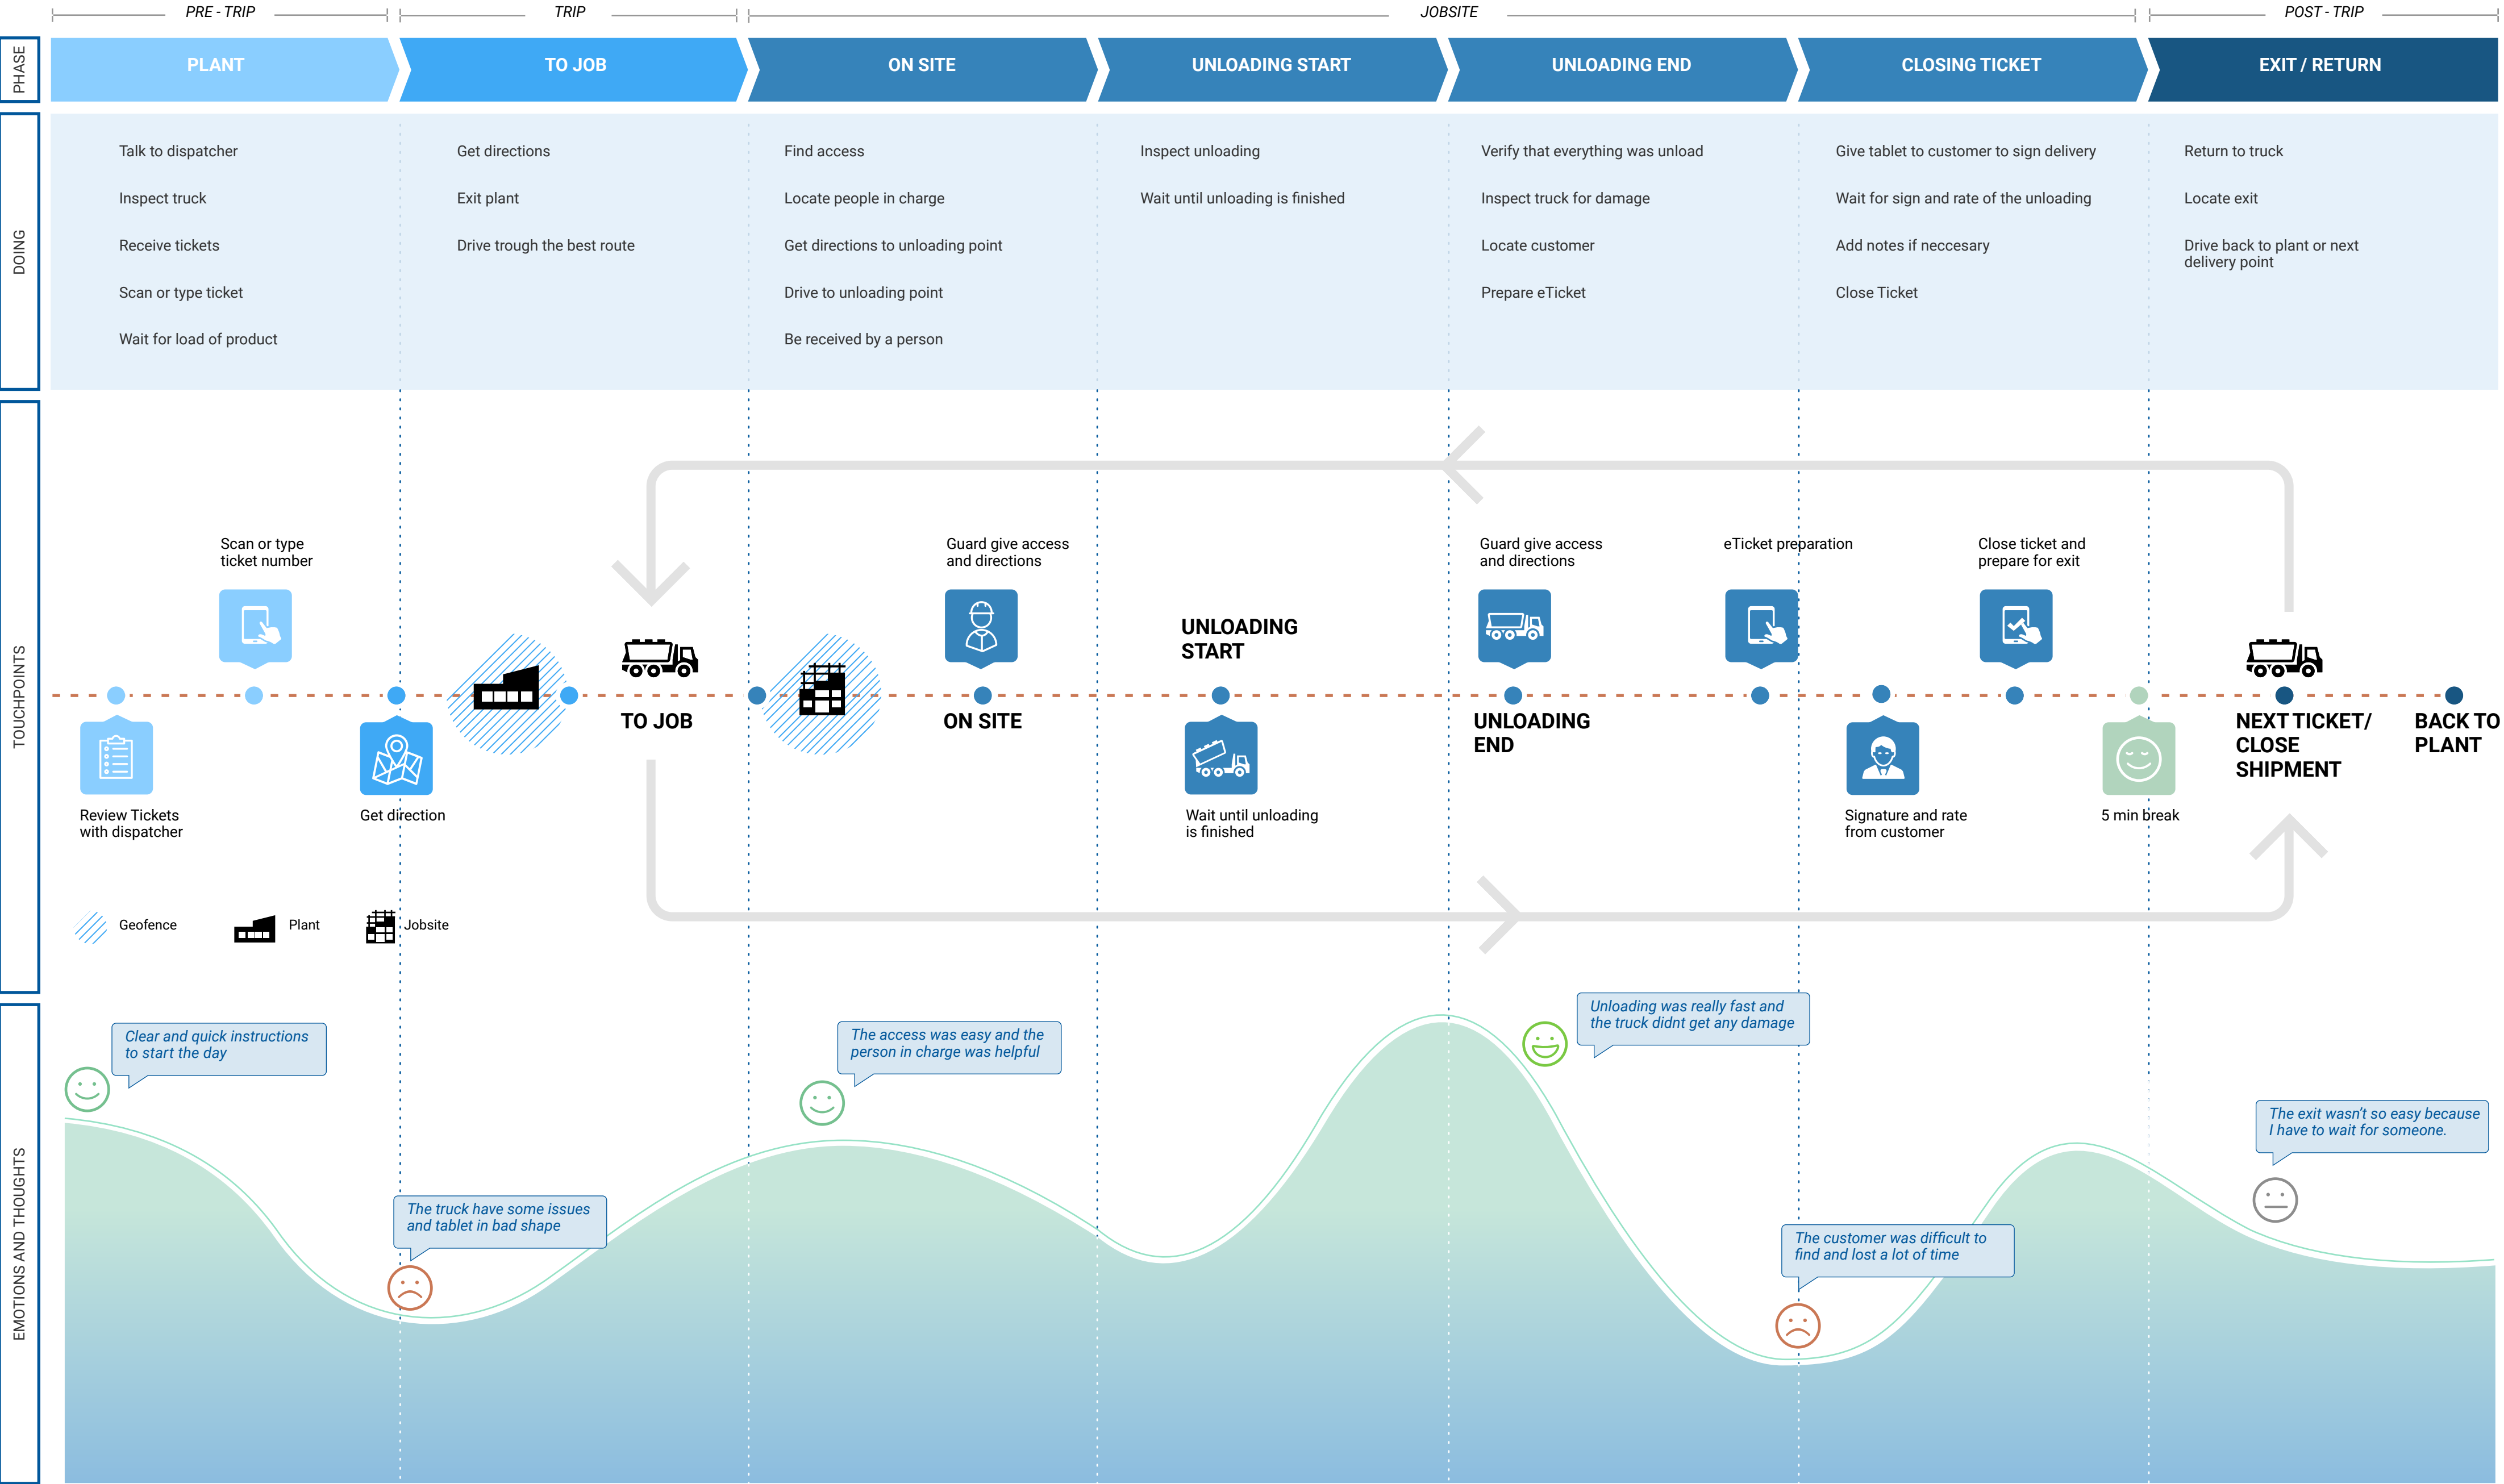 PRE - TRIP
TRIP
JOBSITE
POST - TRIP
PHASE
PLANT
TO JOB
ON SITE
UNLOADING START
UNLOADING END
CLOSING TICKET
EXIT / RETURN
DOING
Talk to dispatcher
Inspect truck
Receive tickets
Scan or type ticket
Wait for load of product
Get directions
Exit plant
Drive trough the best route
Find access
Locate people in charge
Get directions to unloading point
Drive to unloading point
Be received by a person
Inspect unloading
Wait until unloading is finished
Verify that everything was unload
Inspect truck for damage
Locate customer
Prepare eTicket
Give tablet to customer to sign delivery
Wait for sign and rate of the unloading
Add notes if neccesary
Close Ticket
Return to truck
Locate exit
Drive back to plant or next
delivery point
TOUCHPOINTS
Scan or type
ticket number
Guard give access
and directions
Guard give access
and directions
eTicket preparation
Close ticket and
prepare for exit
UNLOADING
START
TO JOB
ON SITE
UNLOADING
END
NEXT TICKET/
CLOSE
SHIPMENT
BACK TO
PLANT
Review Tickets
with dispatcher
Get direction
Wait until unloading
is finished
Signature and rate
from customer
5 min break
Geofence
Plant
Jobsite
EMOTIONS AND THOUGHTS
Clear and quick instructions
to start the day
The truck have some issues
and tablet in bad shape
The access was easy and the
person in charge was helpful
Unloading was really fast and
the truck didnt get any damage
The customer was difficult to
find and lost a lot of time
The exit wasn't so easy because
I have to wait for someone.